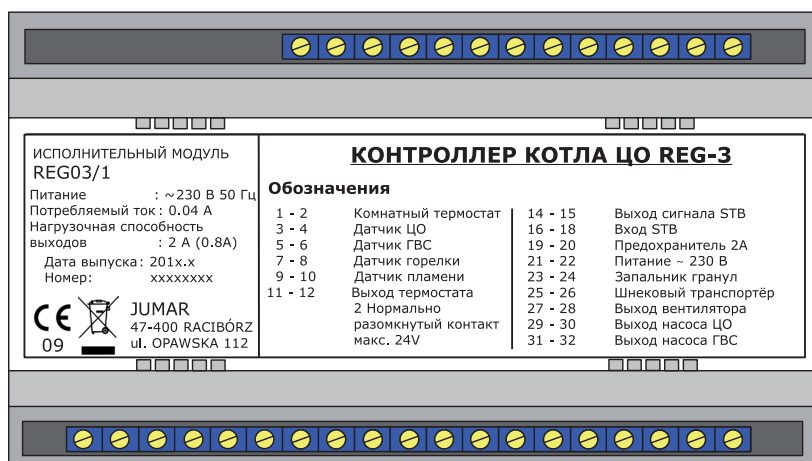 ИСПОЛНИТЕЛЬНЫЙ МОДУЛЬ
REG03/1
Питание : ~230 В 50 Гц
Потребляемый ток : 0.04 А
Нагрузочная способность
выходов : 2 А (0.8А)
Дата выпуска: 201x.x
Номер: xxxxxxxx
CE
09
JUMAR
47-400 RACIBÓRZ
ul. OPAWSKA 112
КОНТРОЛЛЕР КОТЛА ЦО REG-3
Обозначения
1 - 2 Комнатный термостат
3 - 4 Датчик ЦО
5 - 6 Датчик ГВС
7 - 8 Датчик горелки
9 - 10 Датчик пламени
11 - 12 Выход термостата
2 Нормально
разомкнутый контакт
макс. 24V
14 - 15 Выход сигнала STB
16 - 18 Вход STB
19 - 20 Предохранитель 2А
21 - 22 Питание ~ 230 В
23 - 24 Запальник гранул
25 - 26 Шнековый транспортёр
27 - 28 Выход вентилятора
29 - 30 Выход насоса ЦО
31 - 32 Выход насоса ГВС